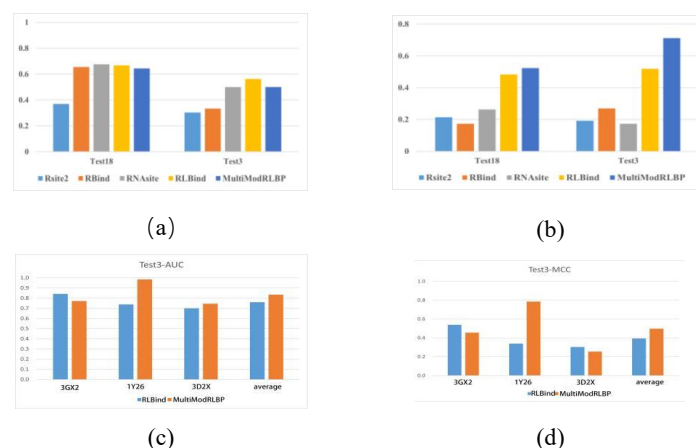 1
0.8
0.6
0.4
0.2
0
Test18 Test3
Rsite2 RBind RNAsite RLBind MultiModRLBP
(a)
0.8
0.6
0.4
0.2
0
Test18 Test3
Rsite2 RBind RNAsite RLBind MultiModRLBP
(b)
Test3-AUC
1.0
0.9
0.8
0.7
0.6
0.5
0.4
0.3
0.2
0.1
0.0
3GX2 1Y26 3D2X average
RLBind MultiModRLBP
(c)
Test3-MCC
1.0
0.8
0.6
0.4
0.2
0.0
3GX2 1Y26 3D2X average
RLBind MultiModRLBP
(d)